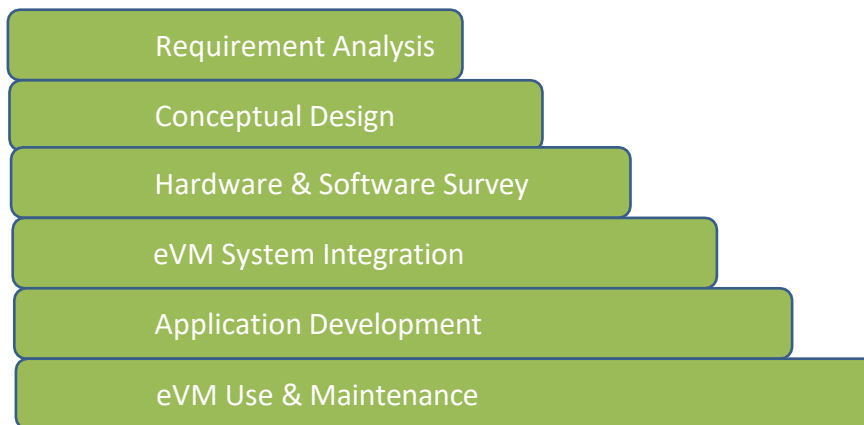 Requirement Analysis
Conceptual Design
Hardware & Software Survey
eVM System Integration
Application Development
eVM Use & Maintenance